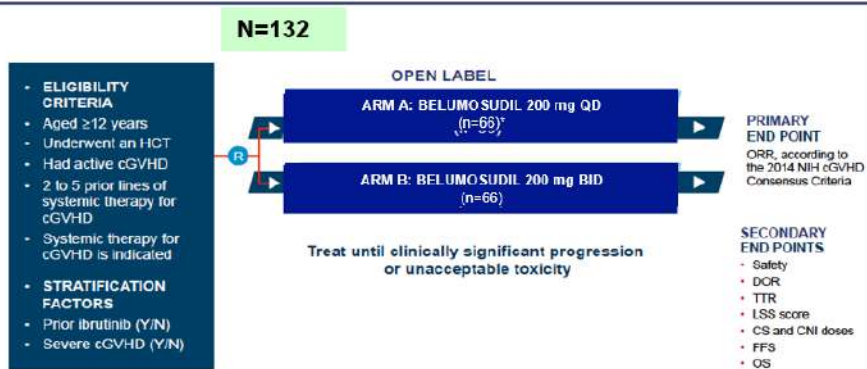 N=132
• ELIGIBILITY
CRITERIA
• Aged ≥12 years
• Underwent an HCT
• Had active cGVHD
• 2 to 5 prior lines of
systemic therapy for
cGVHD
• Systemic therapy for
cGVHD is indicated
• STRATIFICATION
FACTORS
• Prior ibrutinib (Y/N)
• Severe cGVHD (Y/N)
R
OPEN LABEL
ARM A: BELUMOSUDIL 200 mg QD
(n=66)*
ARM B: BELUMOSUDIL 200 mg BID
(n=66)
Treat until clinically significant progression
or unacceptable toxicity
PRIMARY
END POINT
ORR, according to
the 2014 NIH cGVHD
Consensus Criteria
SECONDARY
END POINTS
• Safety
• DOR
• TTR
• LSS score
• CS and CNI doses
• FFS
• OS